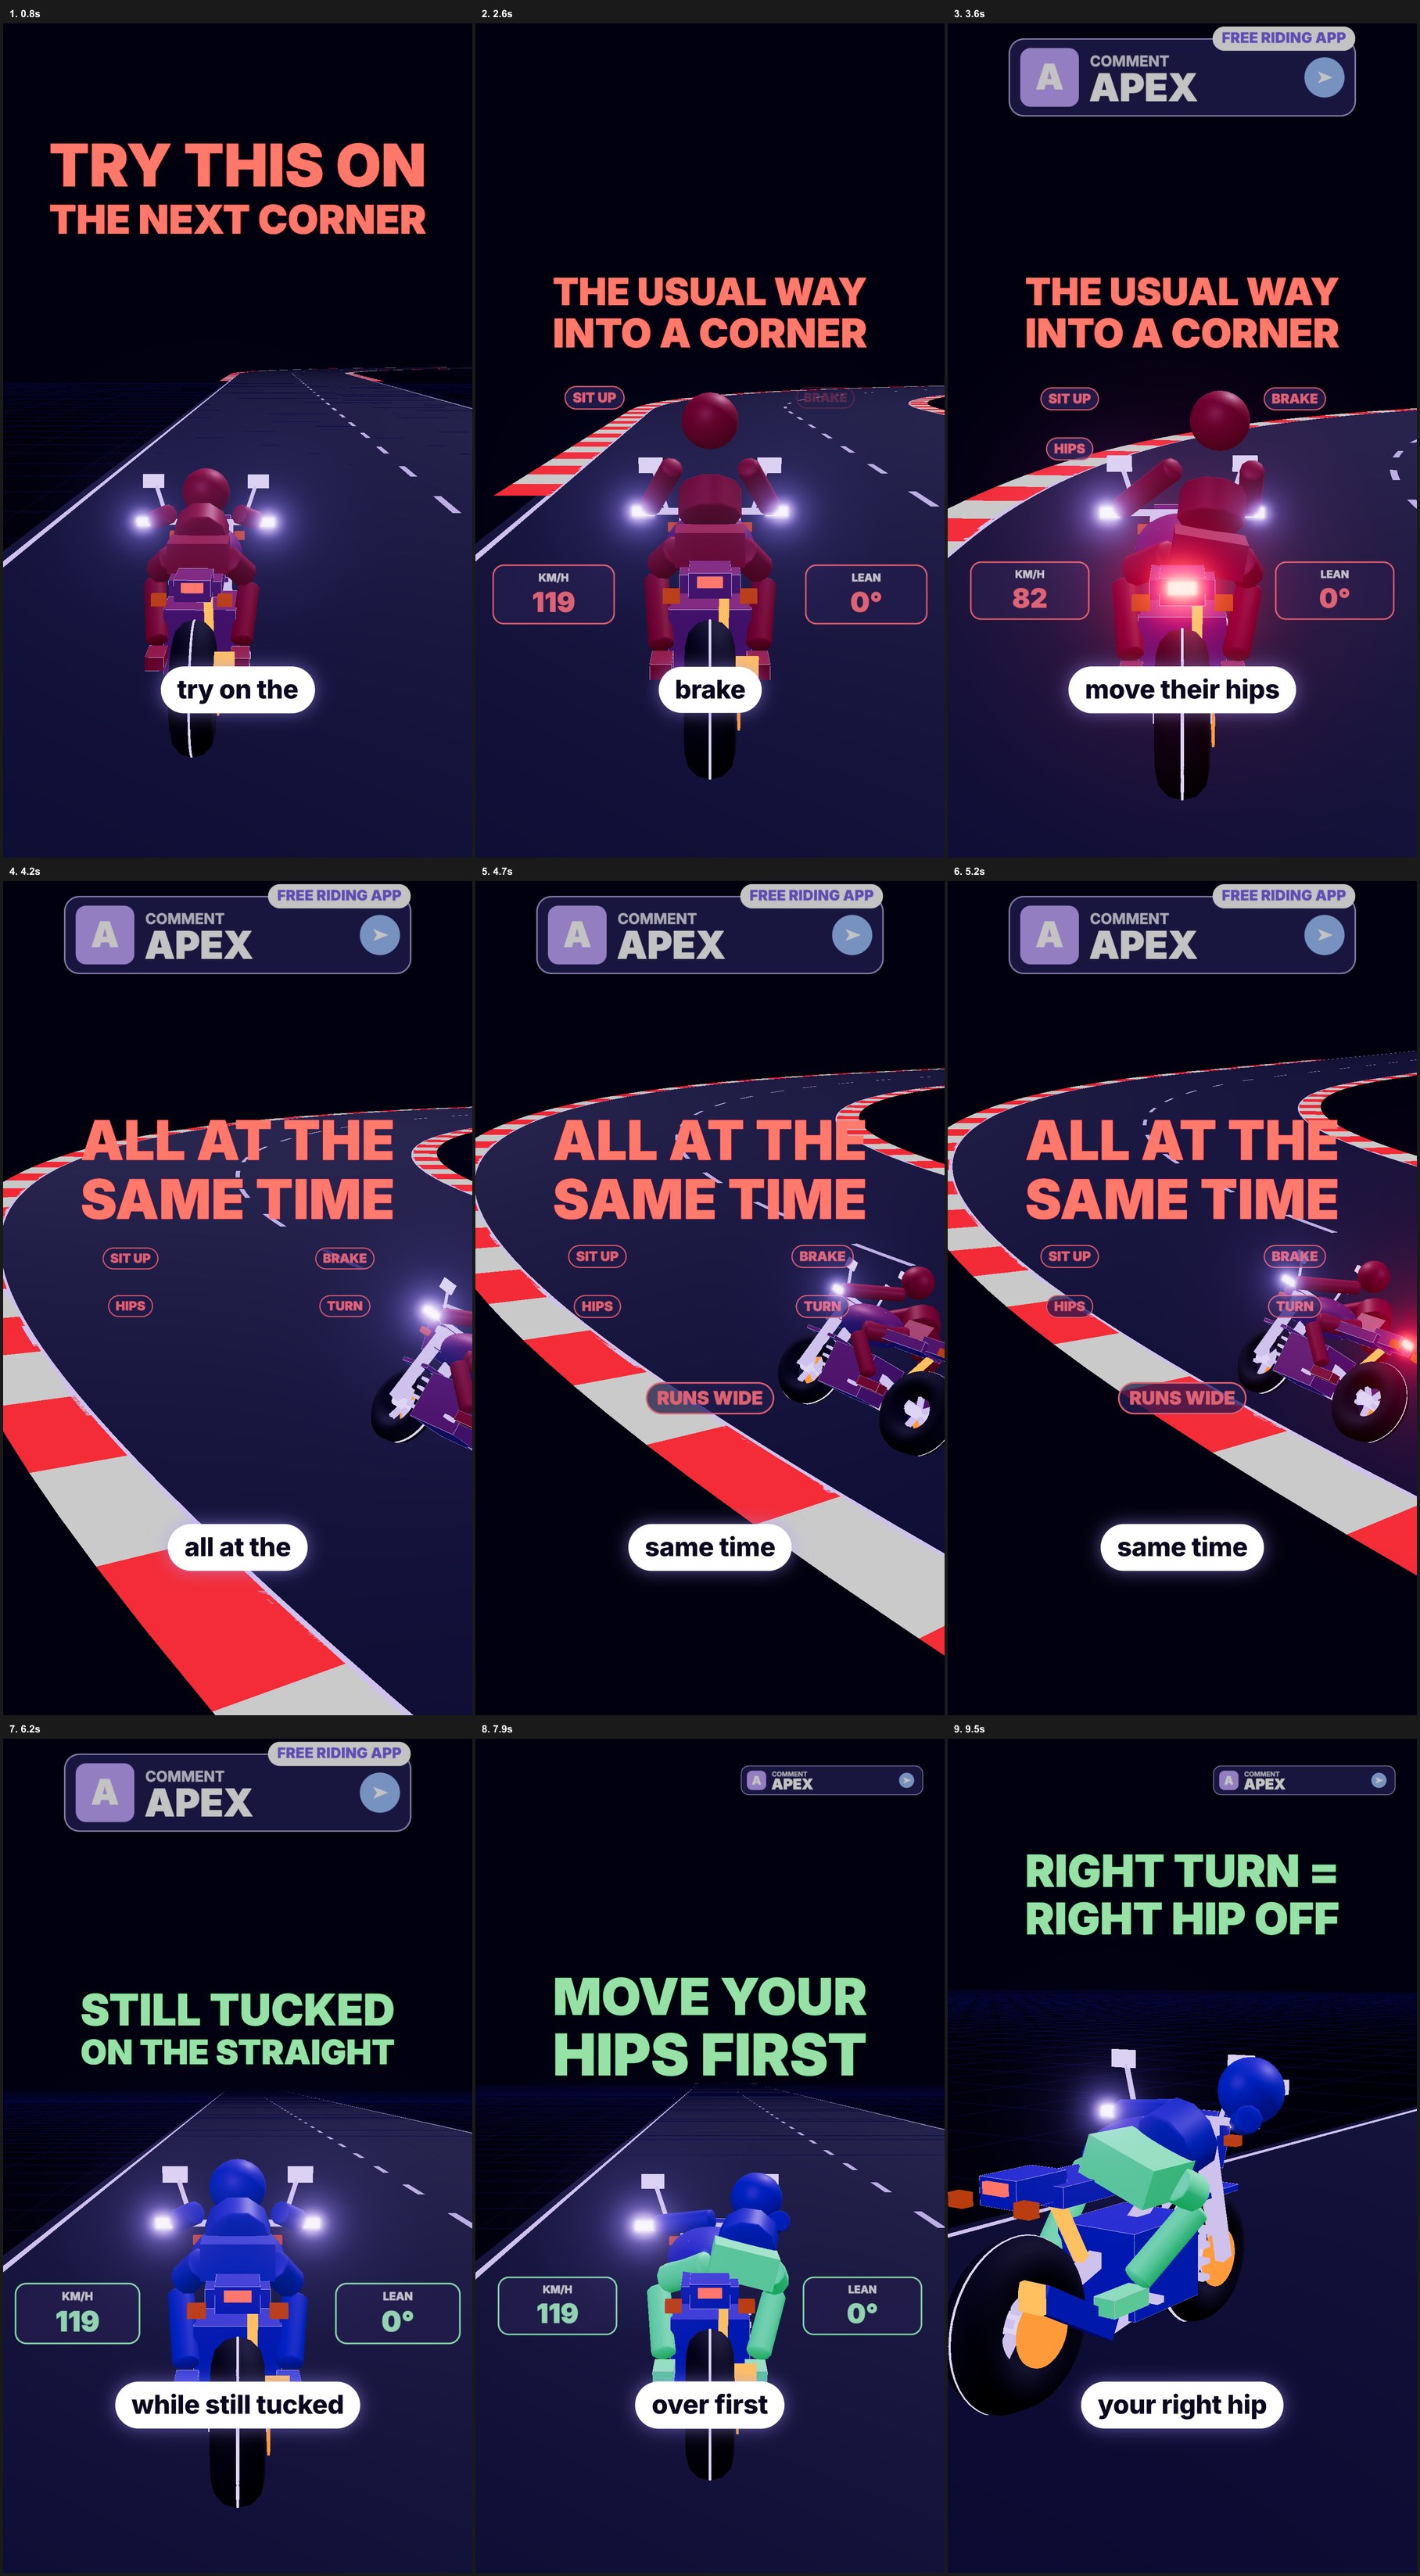 1. 0.8s
TRY THIS ON
THE NEXT CORNER
try on the
2. 2.6s
THE USUAL WAY
INTO A CORNER
SIT UP
BRAKE
KM/H
119
LEAN
0°
brake
3. 3.6s
FREE RIDING APP
A
COMMENT
APEX
THE USUAL WAY
INTO A CORNER
SIT UP
BRAKE
HIPS
KM/H
82
LEAN
0°
move their hips
4. 4.2s
FREE RIDING APP
A
COMMENT
APEX
ALL AT THE
SAME TIME
SIT UP
BRAKE
HIPS
TURN
all at the
5. 4.7s
FREE RIDING APP
A
COMMENT
APEX
ALL AT THE
SAME TIME
SIT UP
BRAKE
HIPS
TURN
RUNS WIDE
same time
6. 5.2s
FREE RIDING APP
A
COMMENT
APEX
ALL AT THE
SAME TIME
SIT UP
BRAKE
HIPS
TURN
RUNS WIDE
same time
7. 6.2s
FREE RIDING APP
A
COMMENT
APEX
STILL TUCKED
ON THE STRAIGHT
KM/H
119
LEAN
0°
while still tucked
8. 7.9s
A
COMMENT
APEX
MOVE YOUR
HIPS FIRST
KM/H
119
LEAN
0°
over first
9. 9.5s
A
COMMENT
APEX
RIGHT TURN =
RIGHT HIP OFF
your right hip